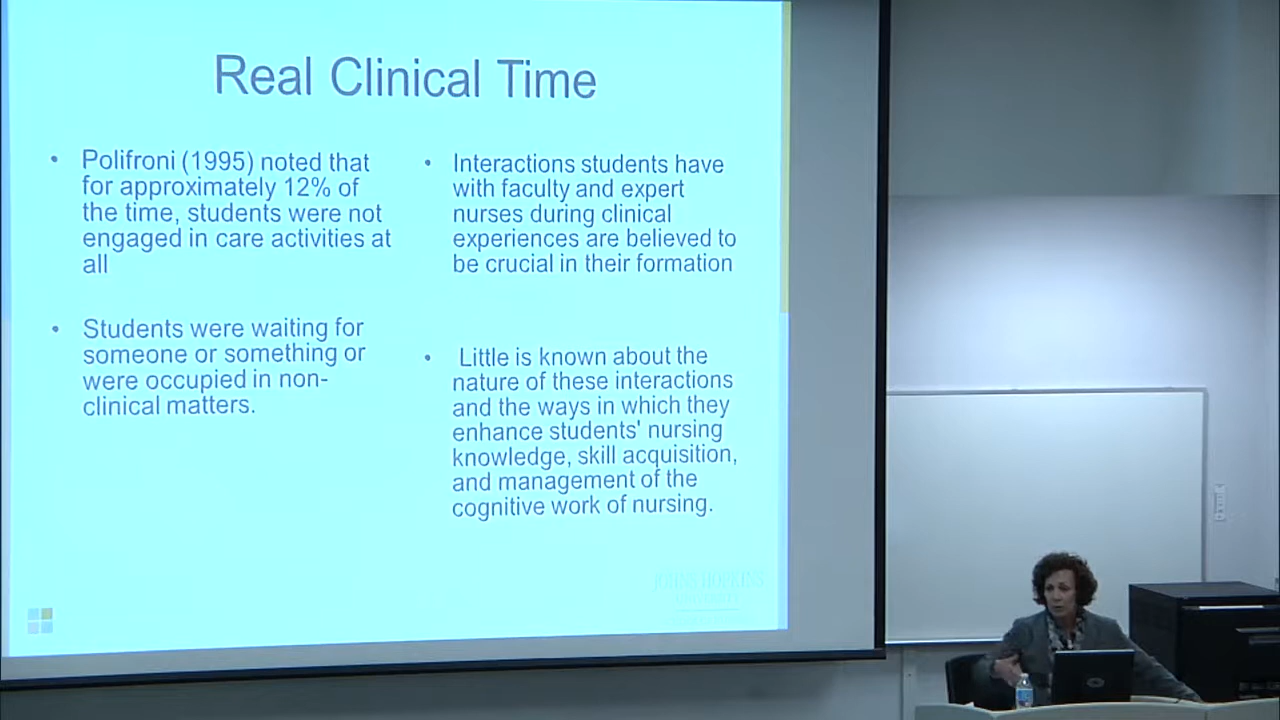 Real Clinical Time
• Polifroni (1995) noted that
for approximately 12% of
the time, students were not
engaged in care activities at
all
• Students were waiting for
someone or something or
were occupied in non-
clinical matters.
• Interactions students have
with faculty and expert
nurses during clinical
experiences are believed to
be crucial in their formation
• Little is known about the
nature of these interactions
and the ways in which they
enhance students' nursing
knowledge, skill acquisition,
and management of the
cognitive work of nursing.
JOHNS HOPKINS
UNIVERSITY